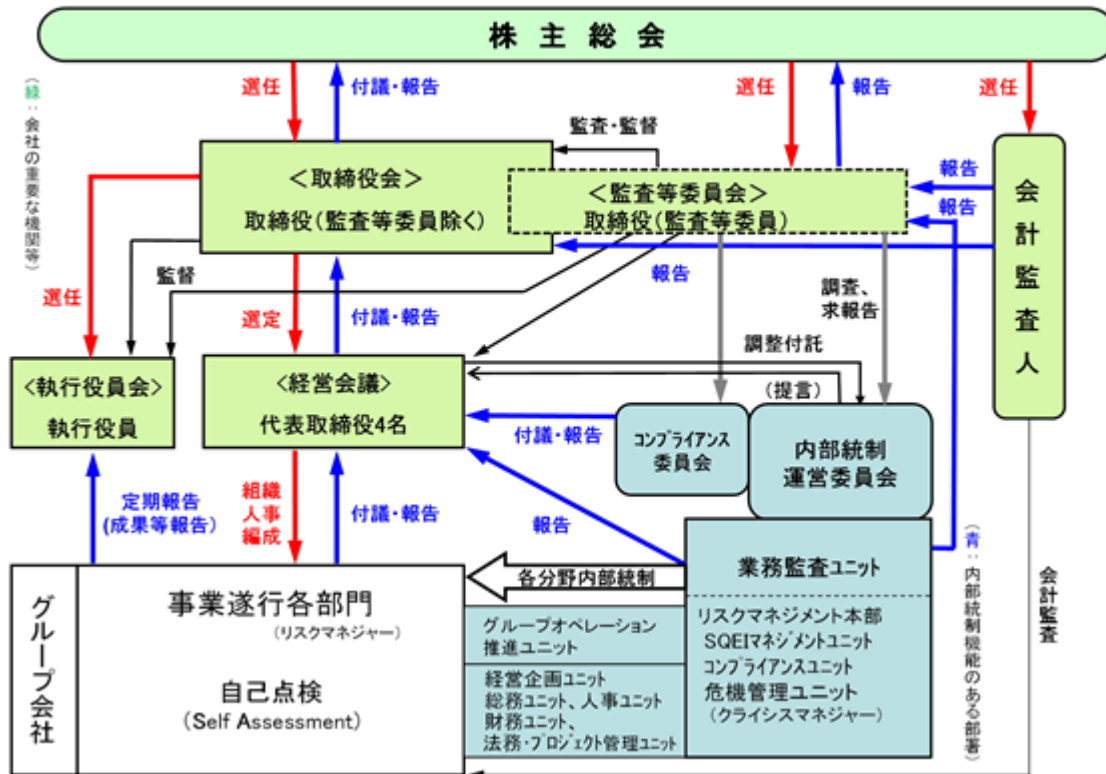 株主総会
(緑：会社の重要な機関等)
選任
付議・報告
選任
報告
選任
監査・監督
＜取締役会＞
取締役(監査等委員除く)
＜監査等委員会＞
取締役(監査等委員)
報告
報告
会計監査人
監督
報告
調査、
求報告
選任
選定
付議・報告
調整付託
(提言)
<執行役員会>
執行役員
<経営会議>
代表取締役4名
付議・報告
コンプライアンス
委員会
内部統制
運営委員会
定期報告
(成果等報告)
組織
人事
編成
付議・報告
報告
(青：内部統制機能のある部署)
会計監査
グループ会社
事業遂行各部門
(リスクマネジャー)
自己点検
(Self Assessment)
各分野内部統制
グループオペレーション
推進ユニット
経営企画ユニット
総務ユニット、人事ユニット
財務ユニット、
法務・プロジェクト管理ユニット
業務監査ユニット
リスクマネジメント本部
SQEIマネジメントユニット
コンプライアンスユニット
危機管理ユニット
(クライシスマネジャー)